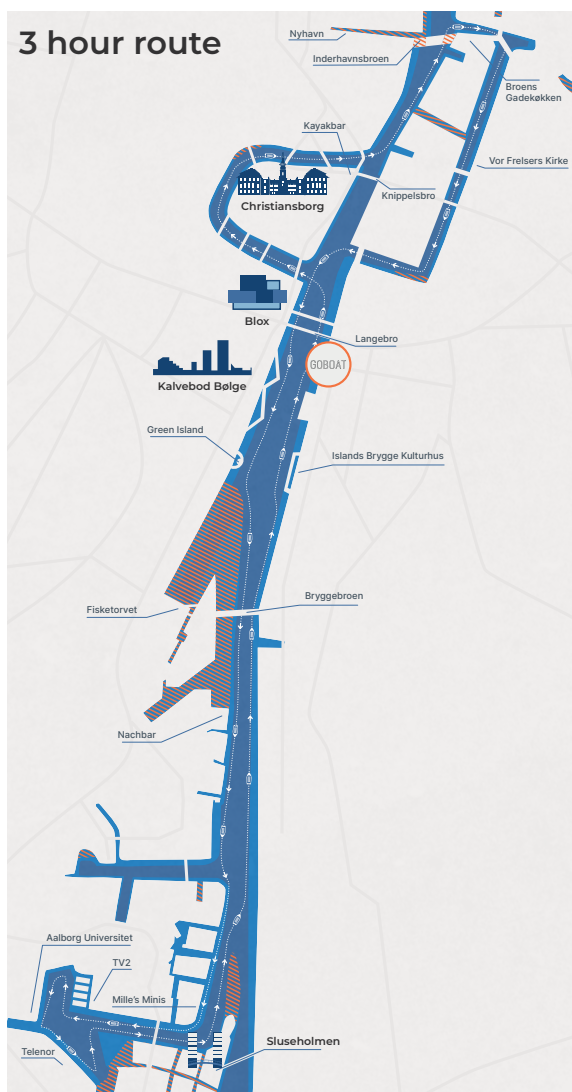 3 hour route
Nyhavn
Inderhavnsbroen
Broens
Gadekøkken
Kayakbar
Vor Frelsers Kirke
Knippelsbro
Christiansborg
Blox
Langebro
GOBOAT
Kalvebod Bølge
Green Island
Islands Brygge Kulturhus
Bryggebroen
Fisketorvet
Nachbar
Aalborg Universitet
TV2
Mille's Minis
Sluseholmen
Telenor